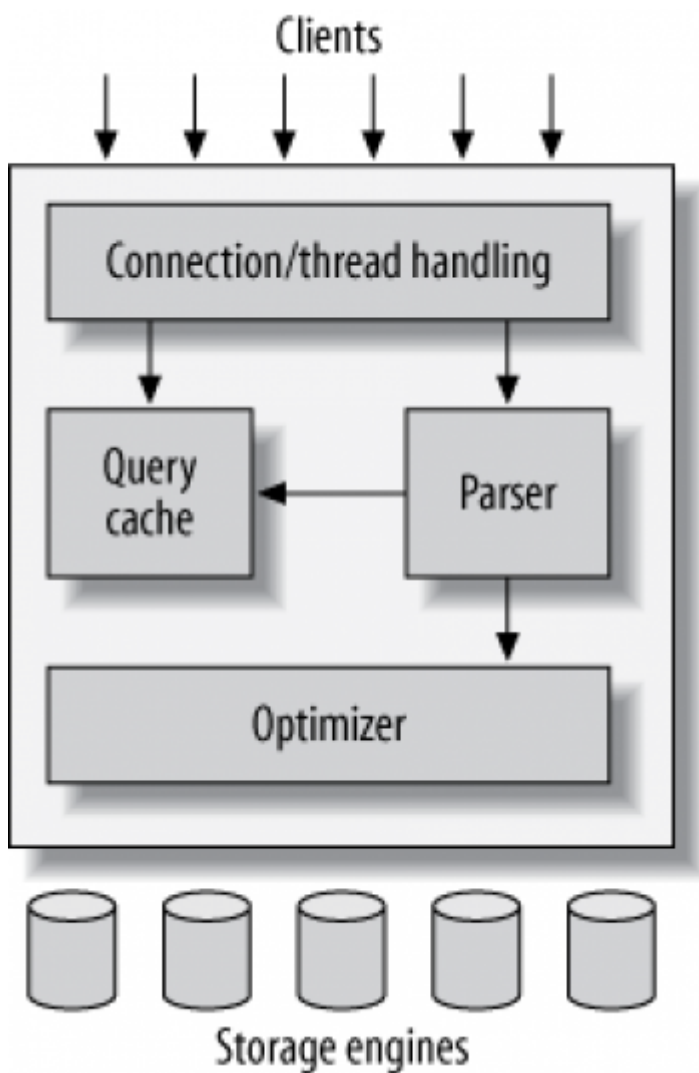 Clients
Connection/thread handling
Query
cache
Parser
Optimizer
Storage engines